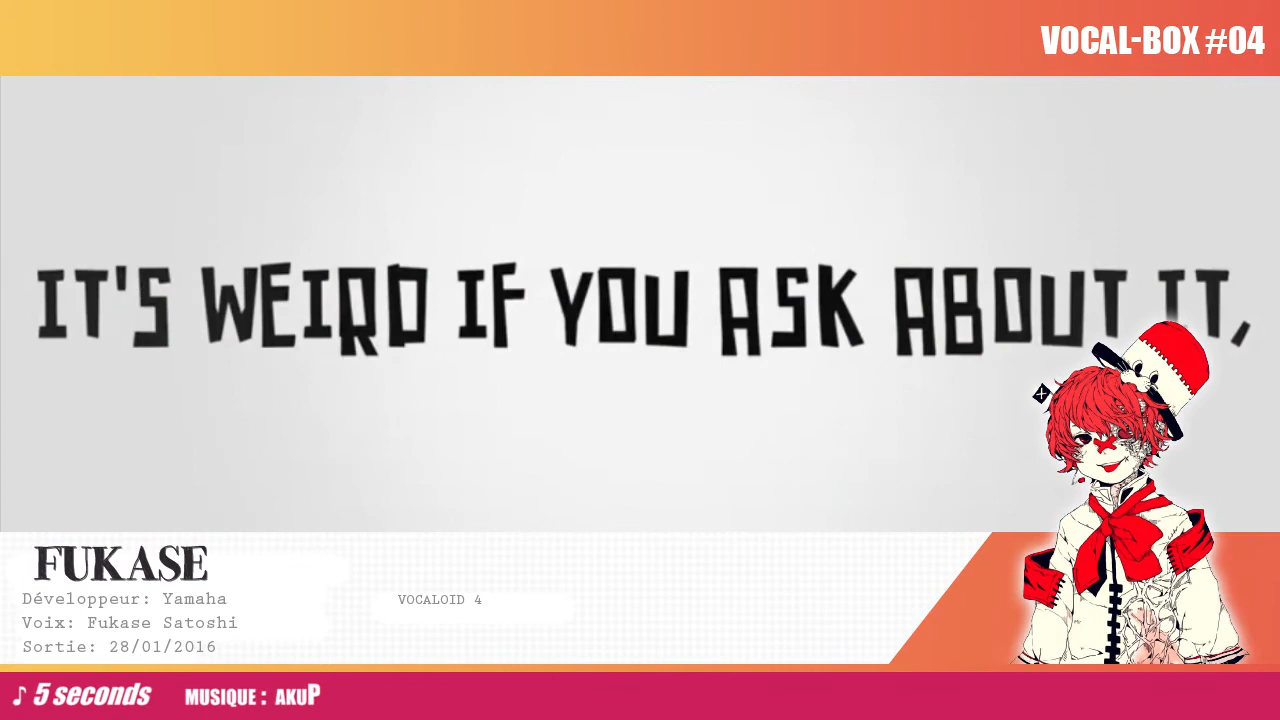 VOCAL-BOX #04
IT'S WEIRD IF YOU ASK ABOUT IT,
FUKASE
Développeur: Yamaha
Voix: Fukase Satoshi
Sortie: 28/01/2016
VOCALOID 4
♪ 5 seconds MUSIQUE : AKUP